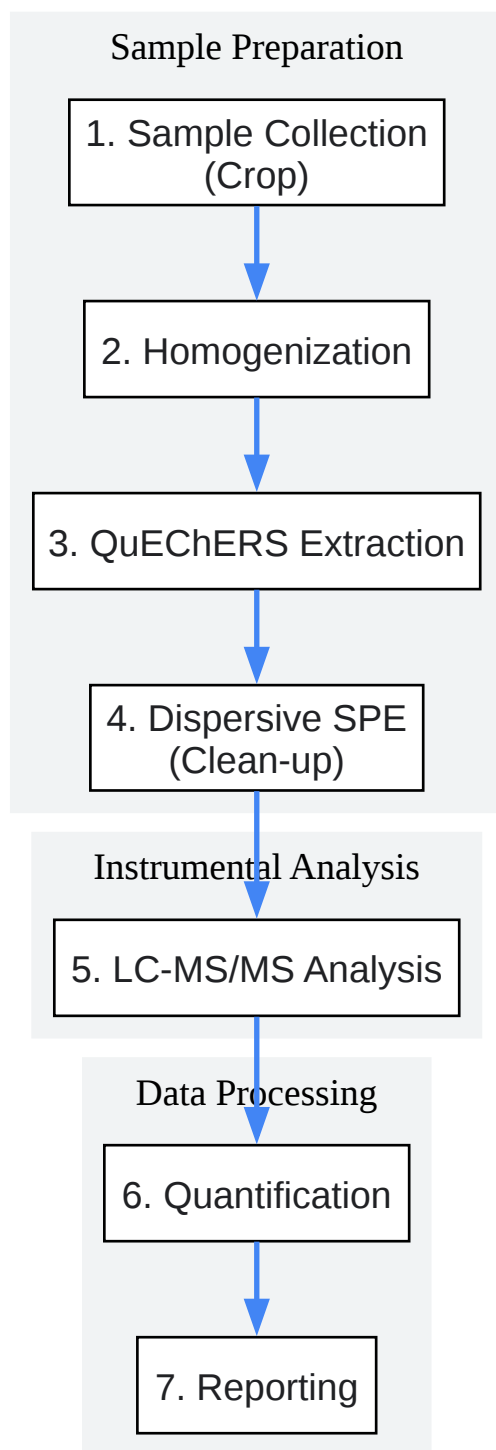 Sample Preparation
1. Sample Collection
(Crop)
2. Homogenization
3. QuEChERS Extraction
4. Dispersive SPE
(Clean-up)
Instrumental Analysis
5. LC-MS/MS Analysis
Data Processing
6. Quantification
7. Reporting